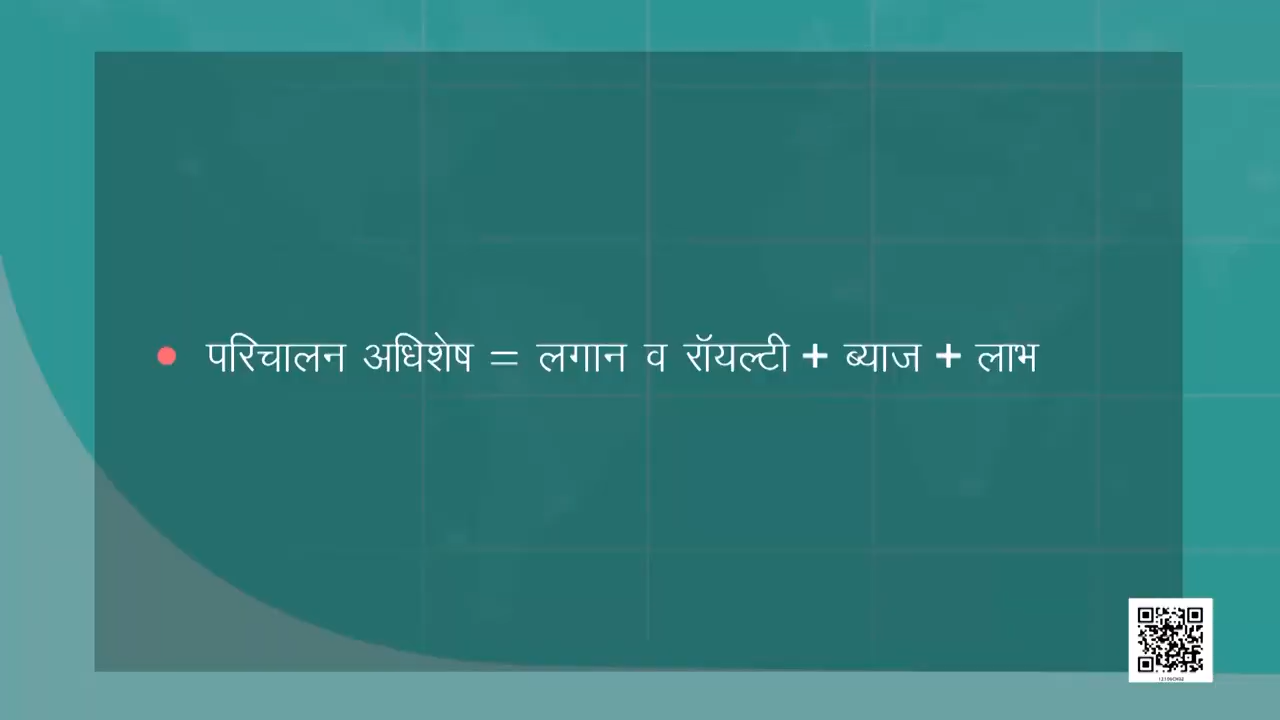 • परिचालन अधिशेष = लगान व रॉयल्टी + ब्याज + लाभ